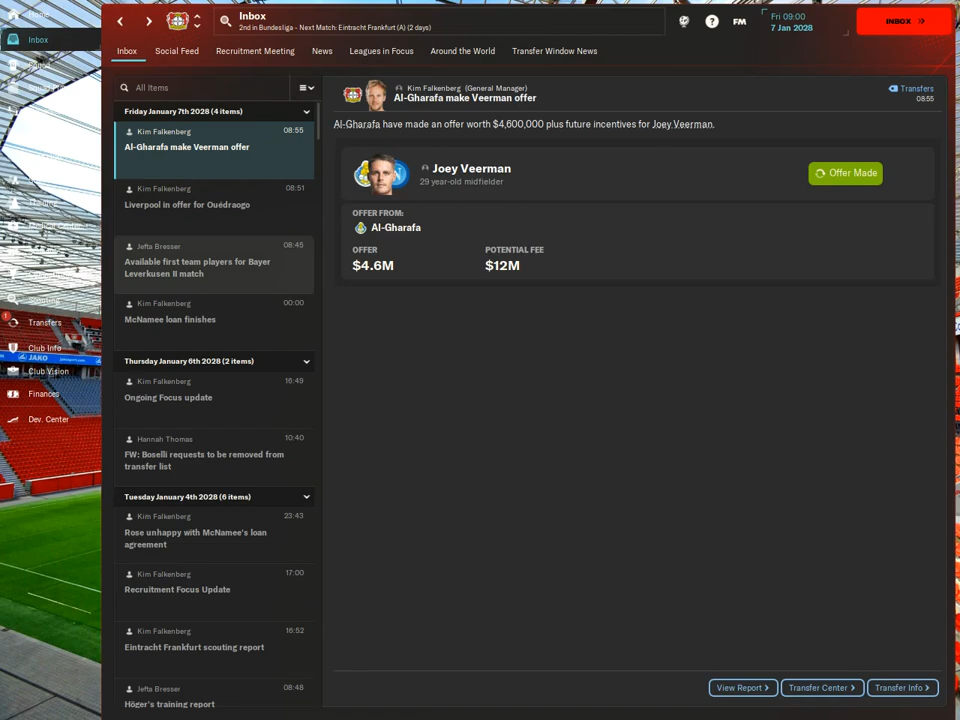 Home
Inbox
2nd in Bundesliga - Next Match: Eintracht Frankfurt (A) (2 days)
FM
Fri 09:00
7 Jan 2028
INBOX
Inbox
Social Feed
Recruitment Meeting
News
Leagues in Focus
Around the World
Transfer Window News
Inbox
Transfers
Club Info
Club Vision
Finances
Dev. Center
1
JAKO
All Items
Friday January 7th 2028 (4 items)
Kim Falkenberg 08:55
Al-Gharafa make Veerman offer
Kim Falkenberg 08:51
Liverpool in offer for Ouédraogo
Jefta Bresser 08:45
Available first team players for Bayer
Leverkusen II match
Kim Falkenberg 00:00
McNamee loan finishes
Thursday January 6th 2028 (2 items)
Kim Falkenberg 16:49
Ongoing Focus update
Hannah Thomas 10:40
FW: Boselli requests to be removed from
transfer list
Tuesday January 4th 2028 (6 items)
Kim Falkenberg 23:43
Rose unhappy with McNamee's loan
agreement
Kim Falkenberg 17:00
Recruitment Focus Update
Kim Falkenberg 16:52
Eintracht Frankfurt scouting report
Jefta Bresser 08:48
Höger's training report
Kim Falkenberg (General Manager)
Al-Gharafa make Veerman offer
Transfers
08:55
Al-Gharafa have made an offer worth $4,600,000 plus future incentives for Joey Veerman.
Joey Veerman
29 year-old midfielder
Offer Made
OFFER FROM:
Al-Gharafa
OFFER
$4.6M
POTENTIAL FEE
$12M
View Report
Transfer Center
Transfer Info